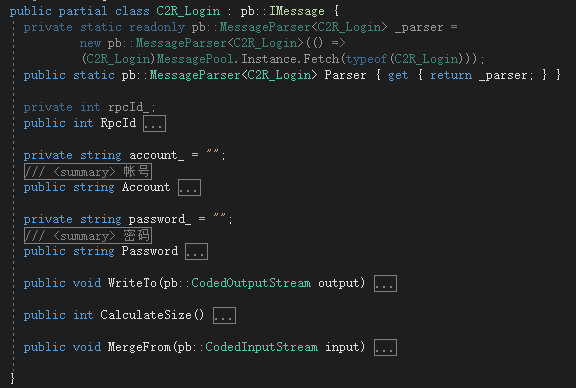 public partial class C2R_Login : pb::IMessage {
private static readonly pb::MessageParser<C2R_Login> _parser =
new pb::MessageParser<C2R_Login>(() =>
(C2R_Login)MessagePool.Instance.Fetch(typeof(C2R_Login)));
public static pb::MessageParser<C2R_Login> Parser { get { return _parser; } }
private int rpcId_;
public int RpcId ...
private string account_ = "";
/// <summary> 帐号
public string Account ...
private string password_ = "";
/// <summary> 密码
public string Password ...
public void WriteTo(pb::CodedOutputStream output) ...
public int CalculateSize() ...
public void MergeFrom(pb::CodedInputStream input) ...
}